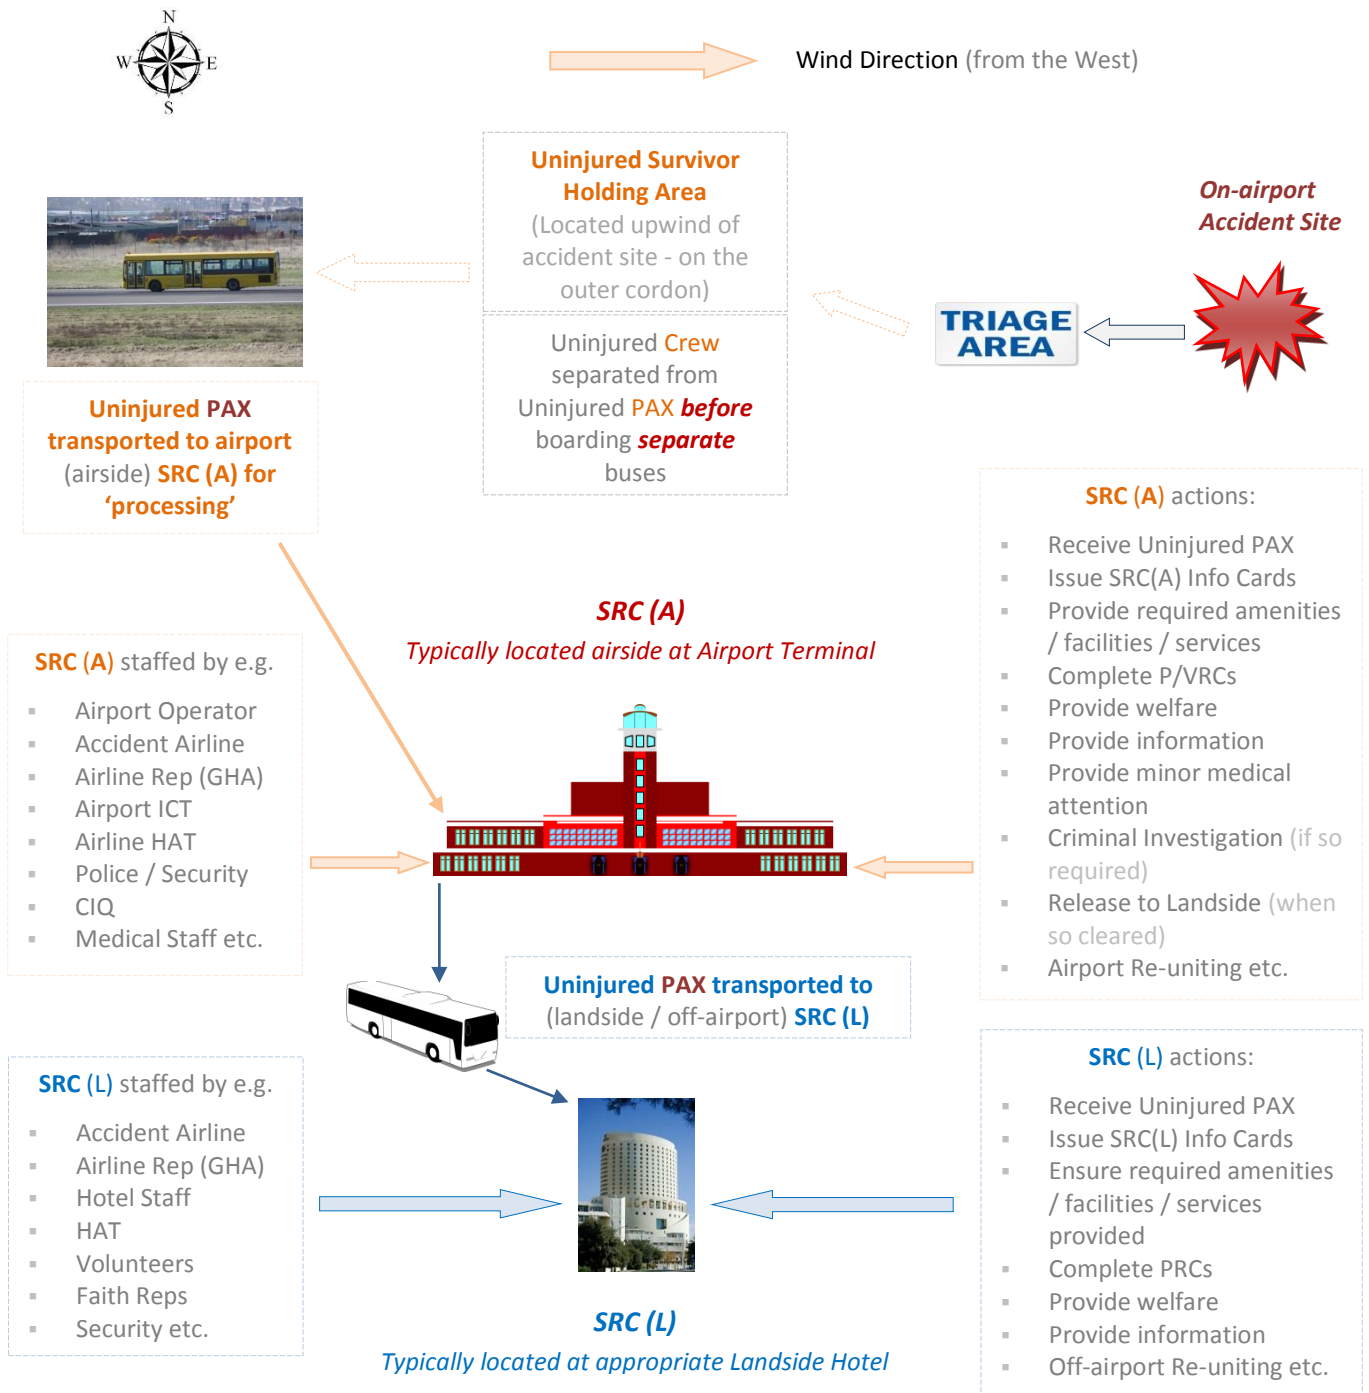 N
W
E
S
Wind Direction (from the West)
Uninjured Survivor
Holding Area
(Located upwind of
accident site - on the
outer cordon)
On-airport
Accident Site
TRIAGE
AREA
Uninjured Crew
separated from
Uninjured PAX before
boarding separate
buses
Uninjured PAX
transported to airport
(airside) SRC (A) for
‘processing’
SRC (A) actions:
▪ Receive Uninjured PAX
▪ Issue SRC(A) Info Cards
▪ Provide required amenities
/ facilities / services
▪ Complete P/VRCs
▪ Provide welfare
▪ Provide information
▪ Provide minor medical
attention
▪ Criminal Investigation (if so
required)
▪ Release to Landside (when
so cleared)
▪ Airport Re-uniting etc.
SRC (A)
Typically located airside at Airport Terminal
SRC (A) staffed by e.g.
▪ Airport Operator
▪ Accident Airline
▪ Airline Rep (GHA)
▪ Airport ICT
▪ Airline HAT
▪ Police / Security
▪ CIQ
▪ Medical Staff etc.
Uninjured PAX transported to
(landside / off-airport) SRC (L)
SRC (L) staffed by e.g.
▪ Accident Airline
▪ Airline Rep (GHA)
▪ Hotel Staff
▪ HAT
▪ Volunteers
▪ Faith Reps
▪ Security etc.
SRC (L) actions:
▪ Receive Uninjured PAX
▪ Issue SRC(L) Info Cards
▪ Ensure required amenities
/ facilities / services
provided
▪ Complete PRCs
▪ Provide welfare
▪ Provide information
▪ Off-airport Re-uniting etc.
SRC (L)
Typically located at appropriate Landside Hotel